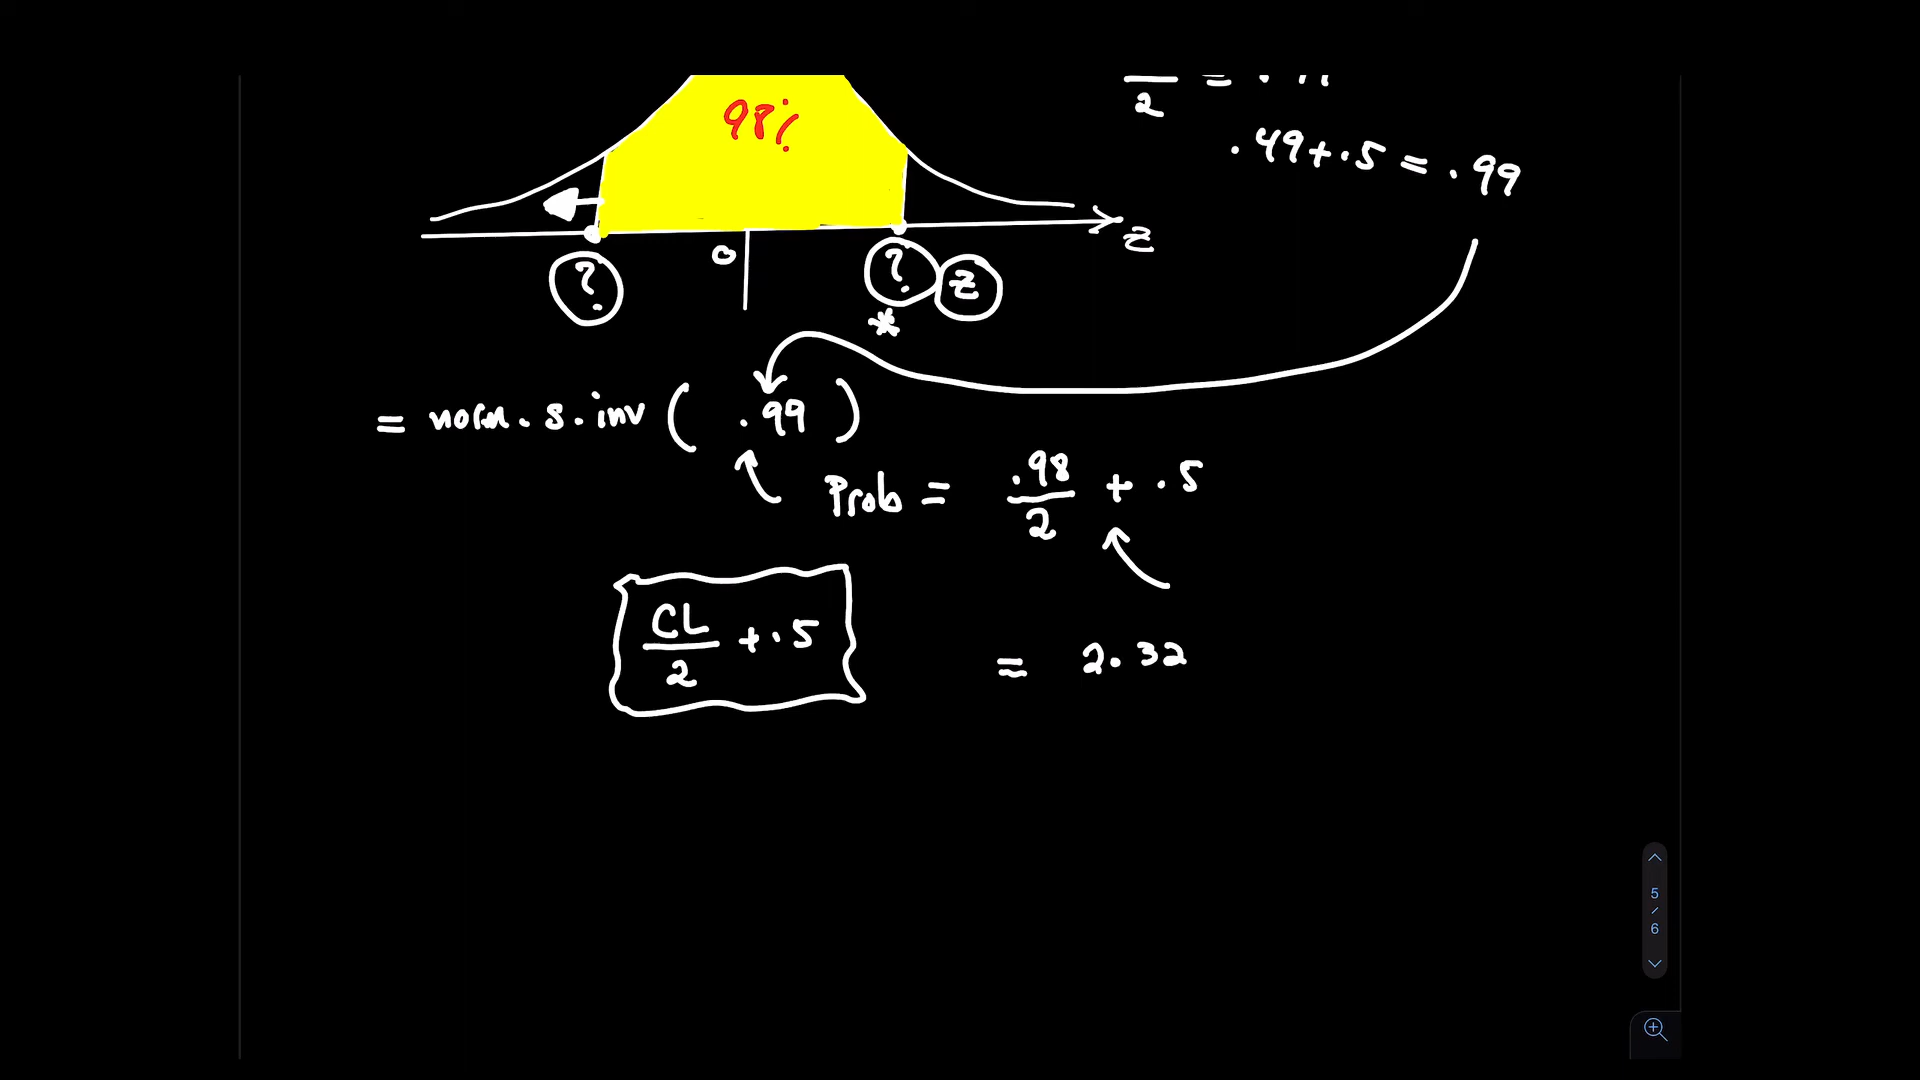 98%
2 =
.49+.5 = .99
0
z
?
? z
*
= norm.s.inv( .99 )
Prob = .98/2 + .5
CL/2 + .5
= 2.32
5
/
6